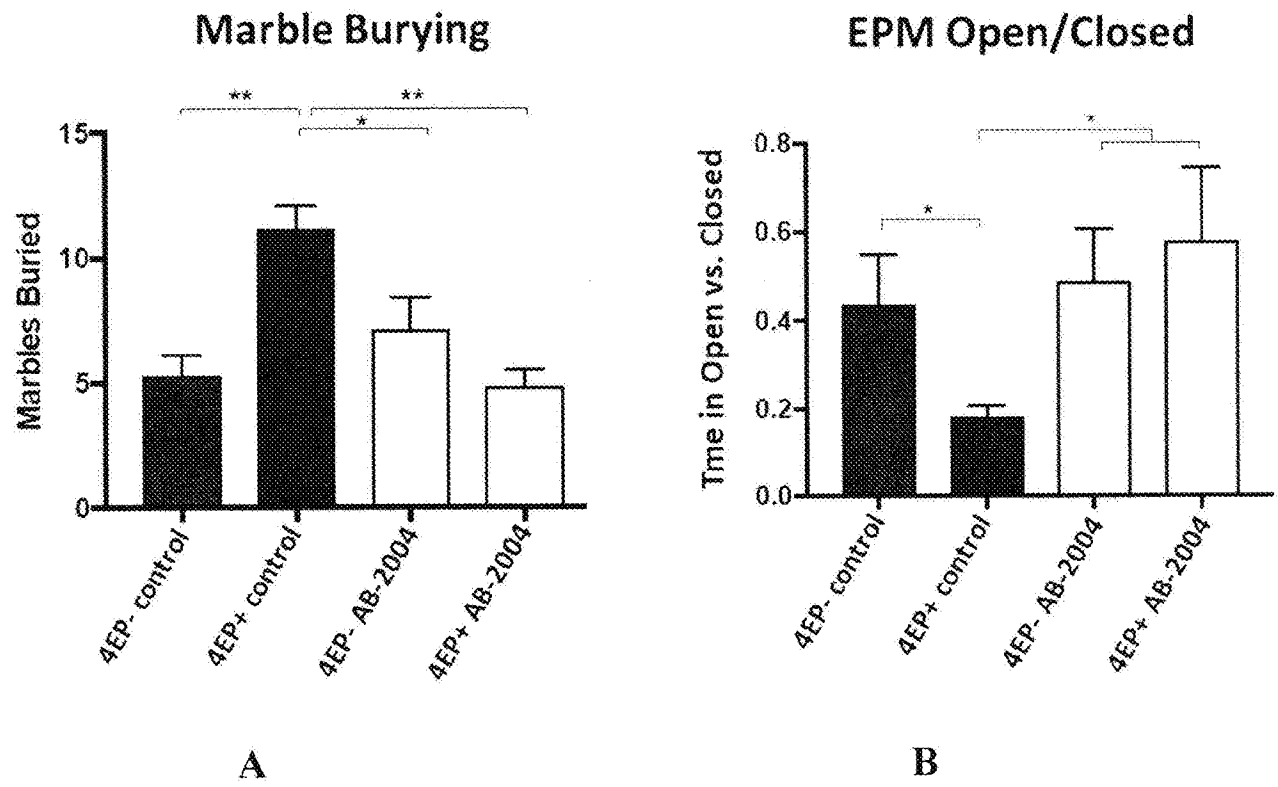 Marble Burying
** **
*
15
10
5
0
Marbles Buried
4EP- control
4EP+ control
4EP- AB-2004
4EP+ AB-2004
A
EPM Open/Closed
*
*
0.8
0.6
0.4
0.2
0.0
Tme in Open vs. Closed
4EP- control
4EP+ control
4EP- AB-2004
4EP+ AB-2004
B